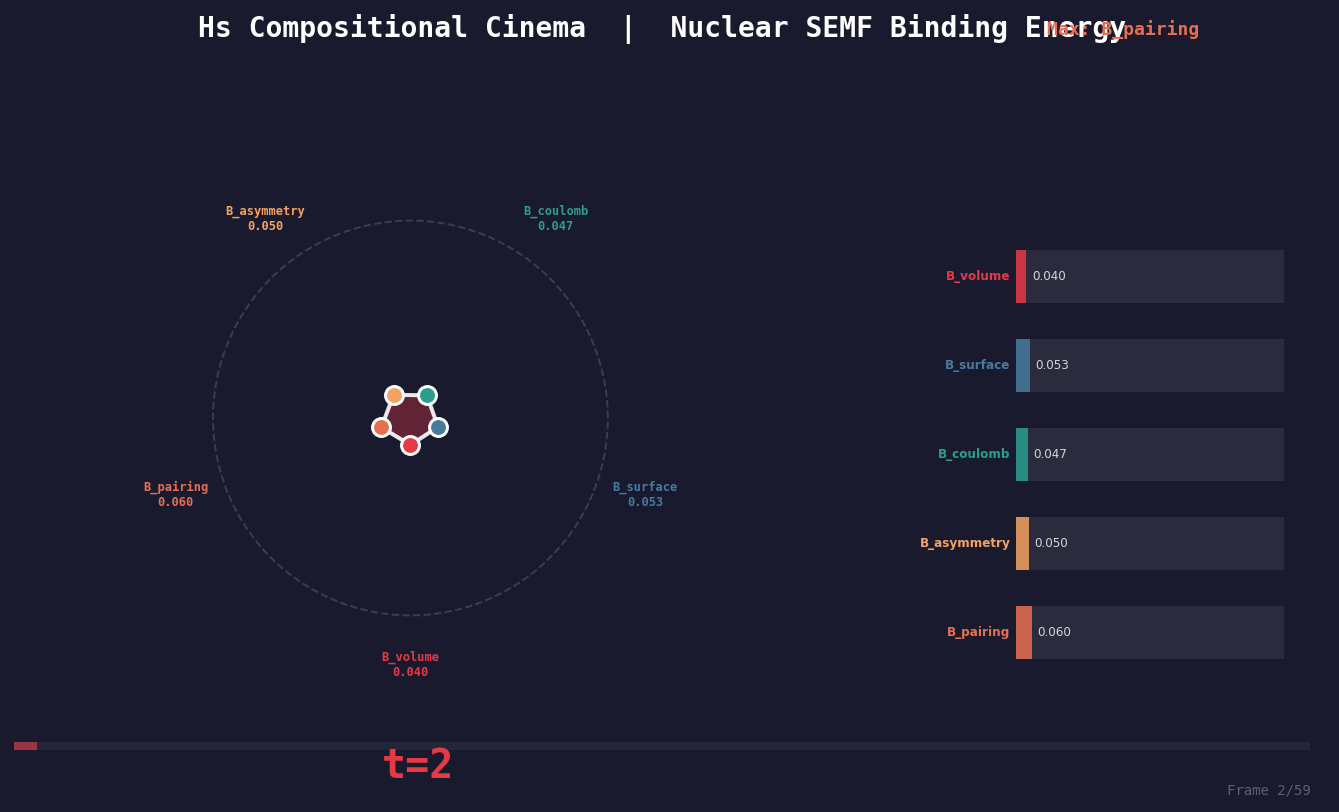 Hs Compositional Cinema | Nuclear SEMF Binding Energy
Max: B_pairing
B_asymmetry
0.050
B_coulomb
0.047
B_pairing
0.060
B_surface
0.053
B_volume
0.040
B_volume
0.040
B_surface
0.053
B_coulomb
0.047
B_asymmetry
0.050
B_pairing
0.060
t=2
Frame 2/59